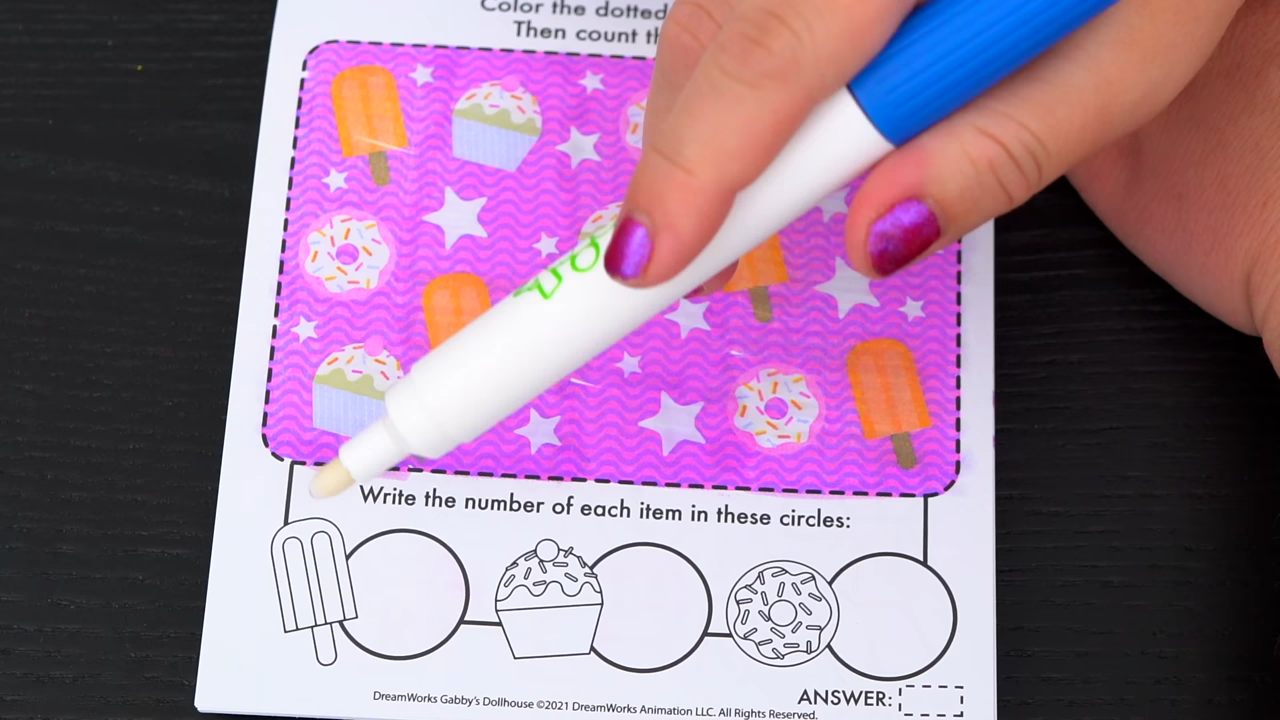 Color the dotted
Then count th
Write the number of each item in these circles:
ANSWER:
DreamWorks Gabby's Dollhouse ©2021 DreamWorks Animation LLC. All Rights Reserved.